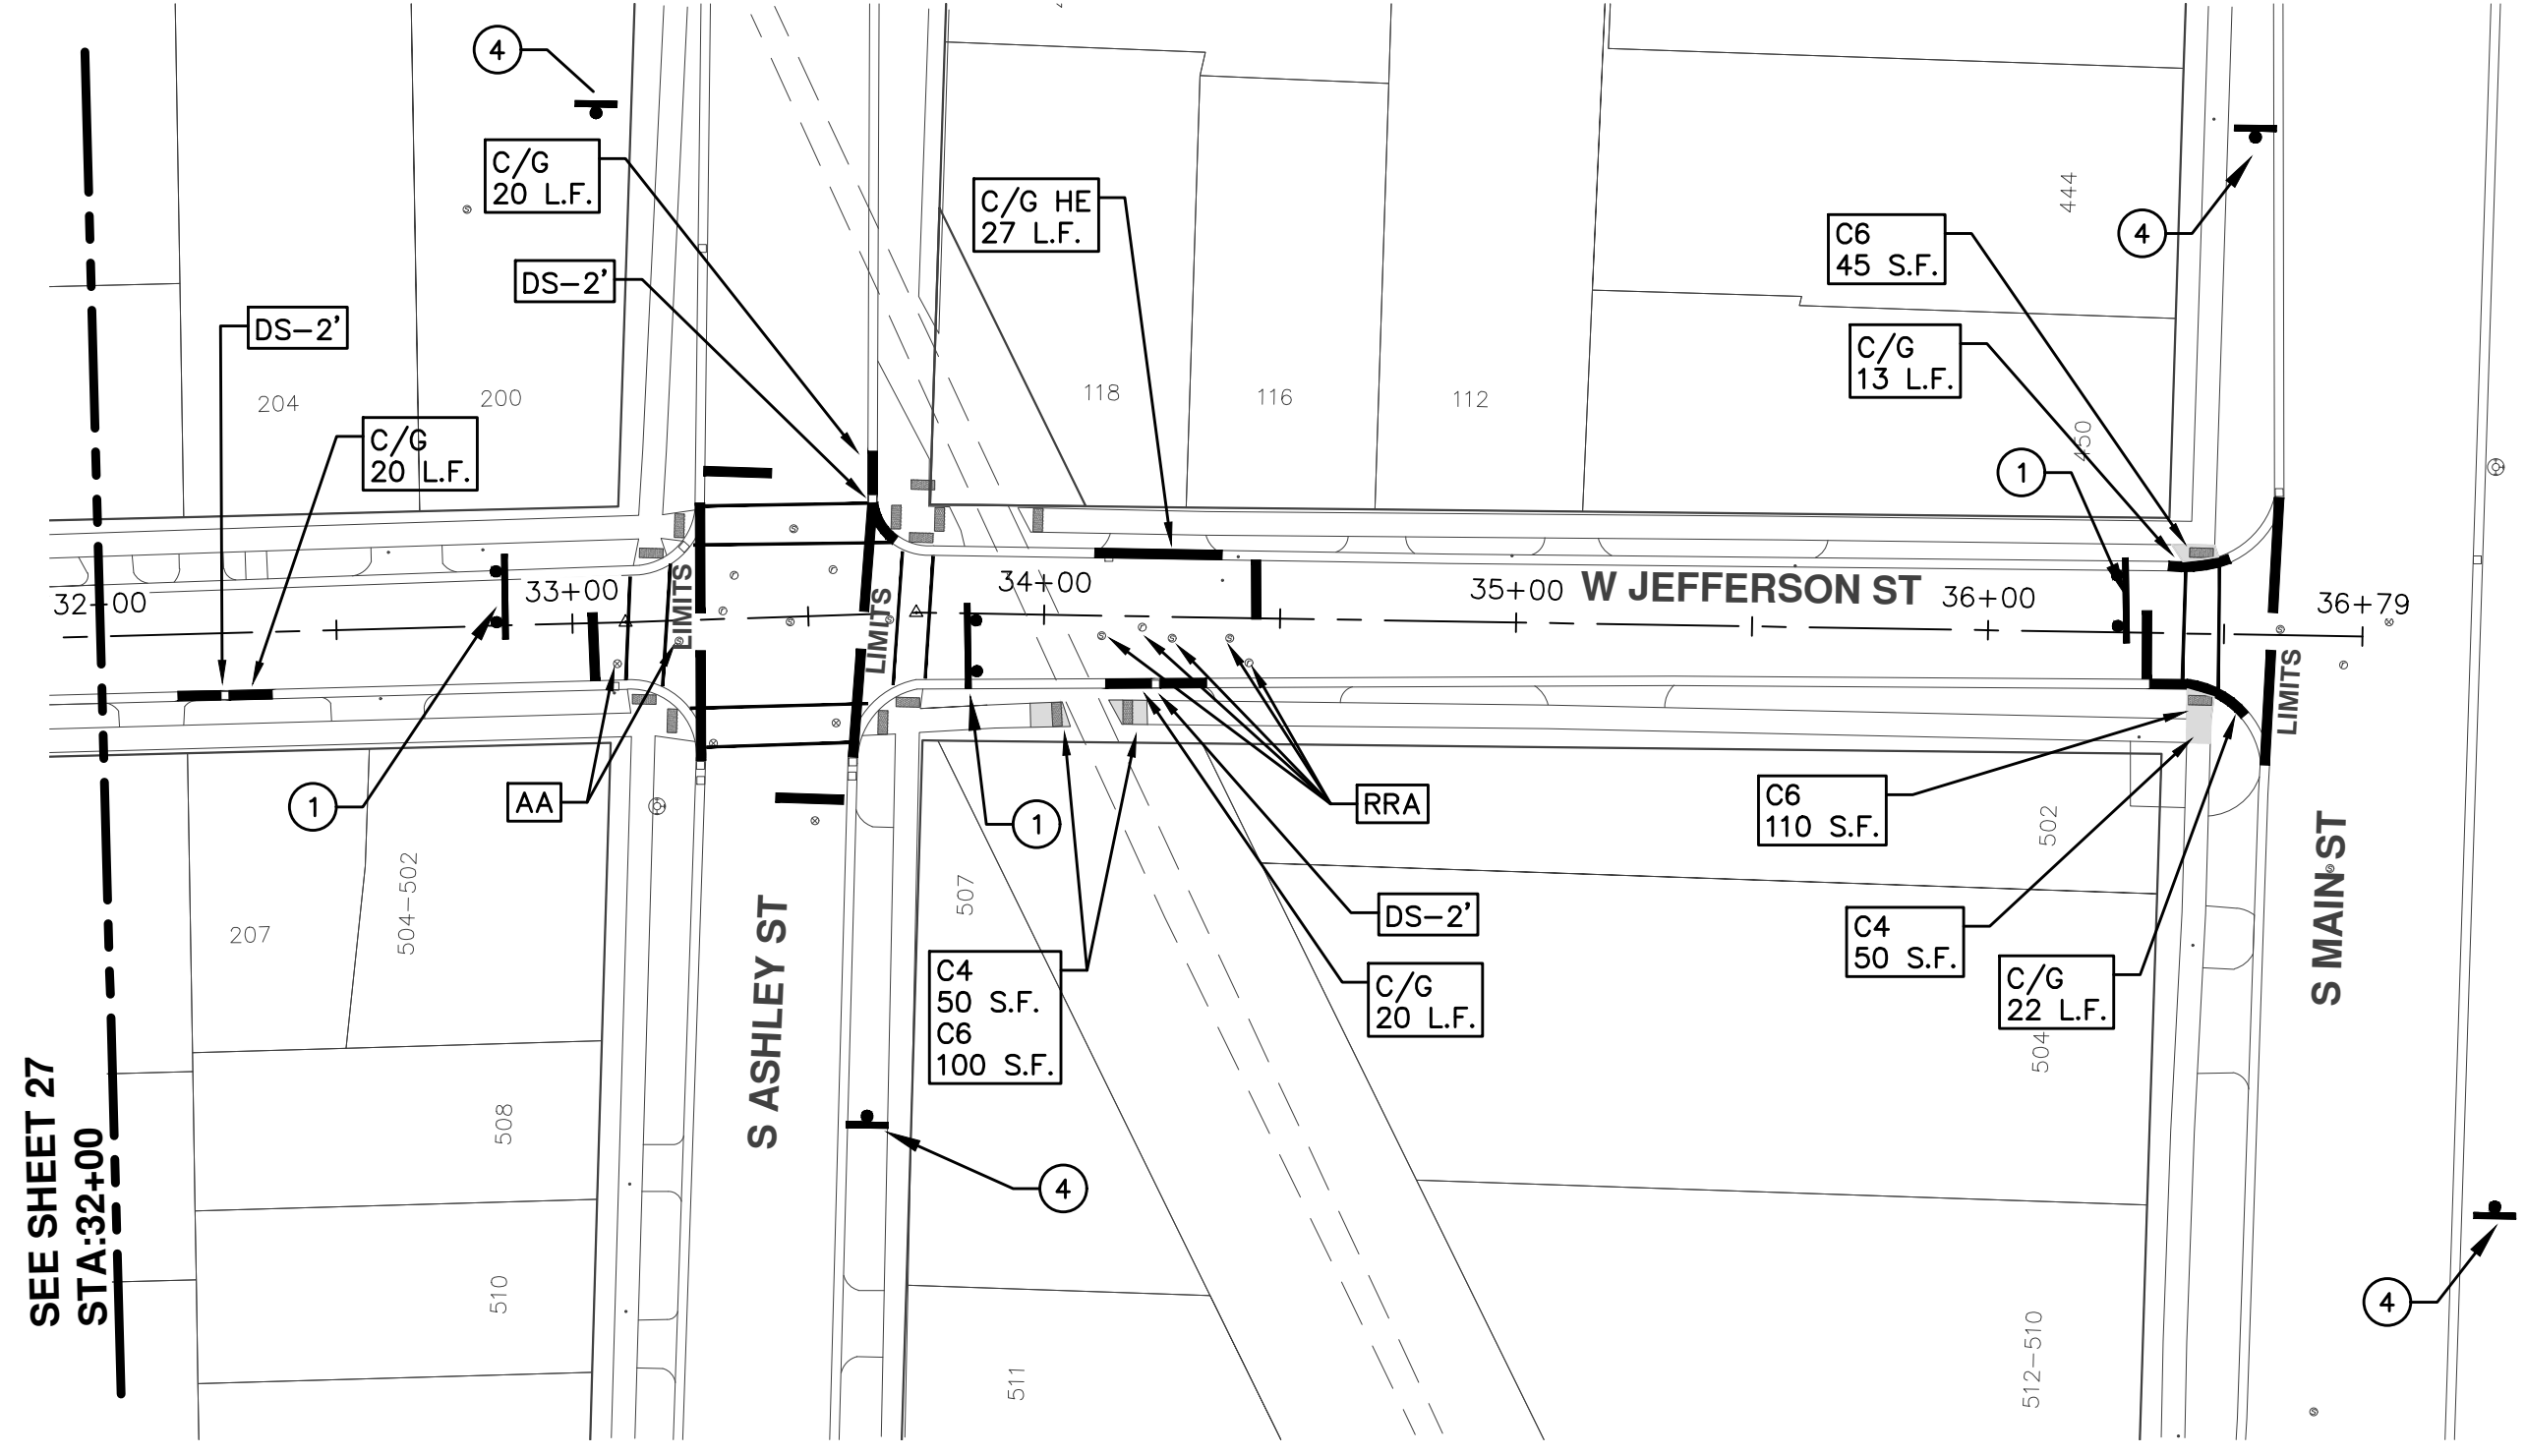 4
C/G
20 L.F.
DS-2'
C/G HE
27 L.F.
444
4
C6
45 S.F.
C/G
13 L.F.
DS-2'
204
200
118
116
112
450
C/G
20 L.F.
1
LIMITS
LIMITS
32+00
33+00
34+00
35+00
W JEFFERSON ST
36+00
36+79
LIMITS
1
AA
1
RRA
C6
110 S.F.
502
S MAIN ST
207
504-502
S ASHLEY ST
507
DS-2'
C4
50 S.F.
C6
100 S.F.
C/G
20 L.F.
C4
50 S.F.
C/G
22 L.F.
504
SEE SHEET 27
STA:32+00
508
4
510
511
512-510
4